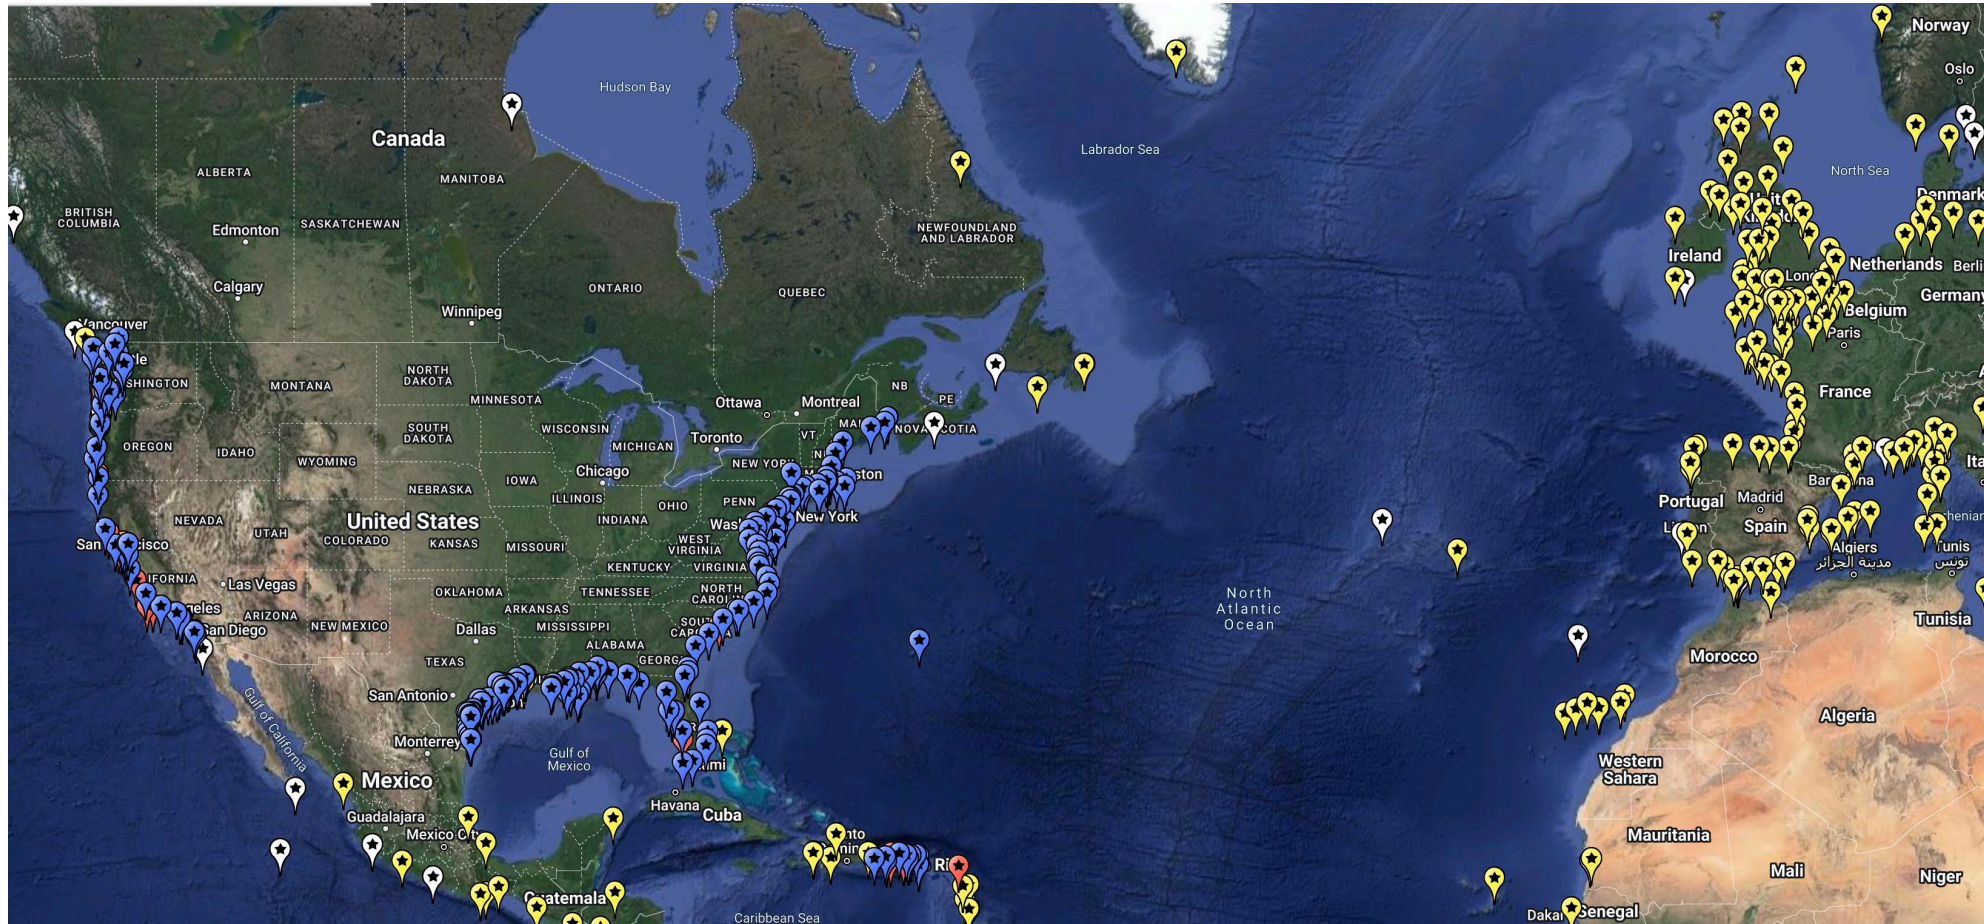 Norway
Oslo
Hudson Bay
Canada
Labrador Sea
North Sea
ALBERTA
MANITOBA
Denmark
BRITISH
COLUMBIA
SASKATCHEWAN
Edmonton
NEWFOUNDLAND
AND LABRADOR
Ireland
Netherlands
Calgary
ONTARIO
QUEBEC
Germany
Winnipeg
Belgium
Vancouver
Paris
NORTH
DAKOTA
MONTANA
NB
PE
France
MINNESOTA
Ottawa
Montreal
SOUTH
DAKOTA
WISCONSIN
VT
OREGON
IDAHO
MICHIGAN
Toronto
WYOMING
NEW YORK
Chicago
IOWA
NEBRASKA
ILLINOIS
OHIO
PENN
Portugal
Madrid
NEVADA
United States
INDIANA
New York
Spain
UTAH
COLORADO
KANSAS
MISSOURI
WEST
VIRGINIA
Algiers
مدينة الجزائر
Tunis
تونس
KENTUCKY
VIRGINIA
Las Vegas
OKLAHOMA
TENNESSEE
NORTH
North
Atlantic
Ocean
ARIZONA
ARKANSAS
San Diego
NEW MEXICO
Dallas
MISSISSIPPI
Tunisia
ALABAMA
TEXAS
Morocco
San Antonio
Algeria
Gulf of California
Monterrey
Gulf of
Mexico
Western
Sahara
Mexico
Havana
Cuba
Guadalajara
Mexico City
Mauritania
Mali
Niger
Guatemala
Caribbean Sea
Dakar
Senegal